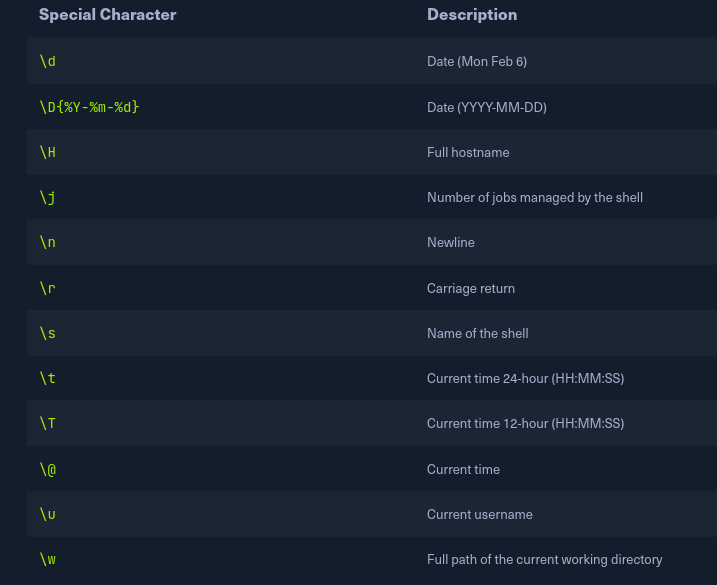 Special Character Description
\d Date (Mon Feb 6)
\D{%Y-%m-%d} Date (YYYY-MM-DD)
\H Full hostname
\j Number of jobs managed by the shell
\n Newline
\r Carriage return
\s Name of the shell
\t Current time 24-hour (HH:MM:SS)
\T Current time 12-hour (HH:MM:SS)
\@ Current time
\u Current username
\w Full path of the current working directory